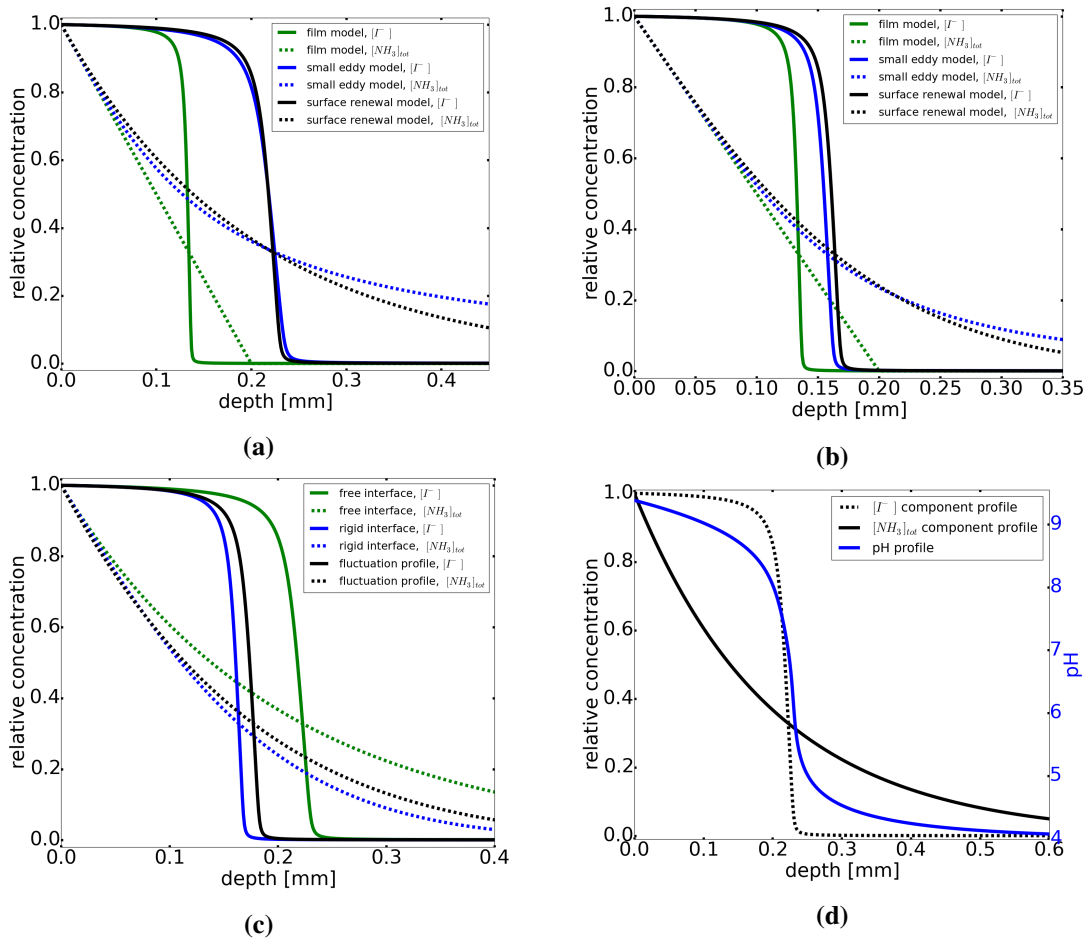 1.0
0.8
0.6
0.4
0.2
0.0
relative concentration
0.0 0.1 0.2 0.3 0.4
depth [mm]
film model, [I⁻ ]
film model, [NH₃]tot
small eddy model, [I⁻ ]
small eddy model, [NH₃]tot
surface renewal model, [I⁻ ]
surface renewal model, [NH₃]tot
(a)
1.0
0.8
0.6
0.4
0.2
0.0
relative concentration
0.00 0.05 0.10 0.15 0.20 0.25 0.30 0.35
depth [mm]
film model, [I⁻ ]
film model, [NH₃]tot
small eddy model, [I⁻ ]
small eddy model, [NH₃]tot
surface renewal model, [I⁻ ]
surface renewal model, [NH₃]tot
(b)
1.0
0.8
0.6
0.4
0.2
0.0
relative concentration
0.0 0.1 0.2 0.3 0.4
depth [mm]
free interface, [I⁻ ]
free interface, [NH₃]tot
rigid interface, [I⁻ ]
rigid interface, [NH₃]tot
fluctuation profile, [I⁻ ]
fluctuation profile, [NH₃]tot
(c)
1.0
0.8
0.6
0.4
0.2
0.0
relative concentration
0.0 0.1 0.2 0.3 0.4 0.5 0.6
depth [mm]
[I⁻ ] component profile
[NH₃]tot component profile
pH profile
9
8
7
6
5
4
pH
(d)